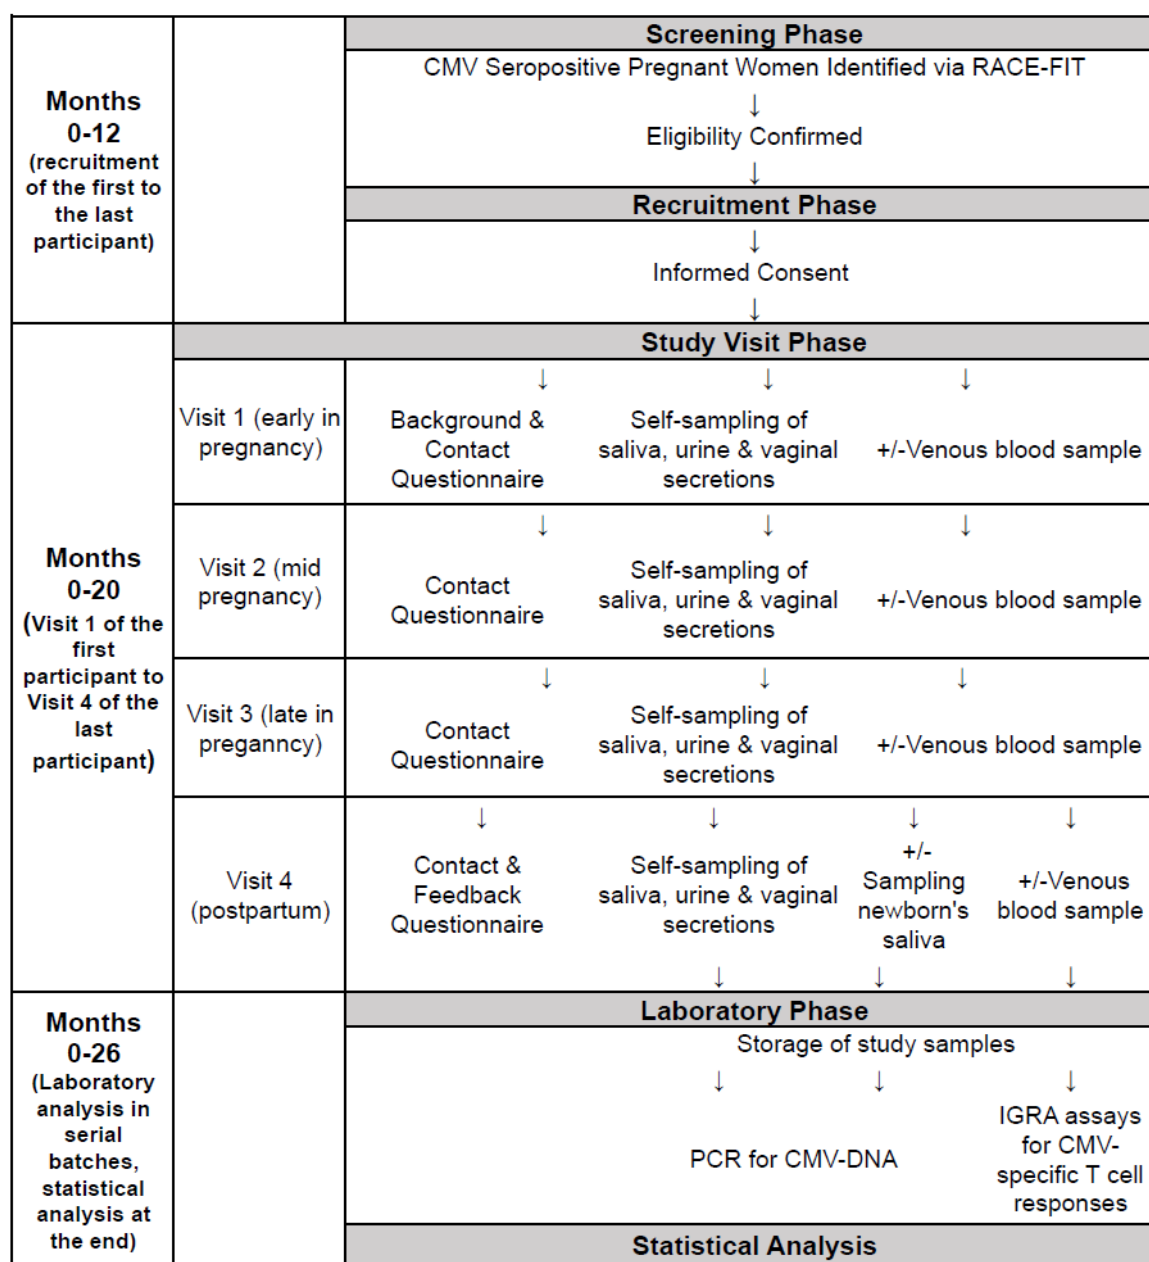 Months
0-12
(recruitment
of the first to
the last
participant)
Screening Phase
CMV Seropositive Pregnant Women Identified via RACE-FIT
↓
Eligibility Confirmed
↓
Recruitment Phase
↓
Informed Consent
↓
Months
0-20
(Visit 1 of the
first
participant to
Visit 4 of the
last
participant)
Study Visit Phase
Visit 1 (early in
pregnancy)
↓ ↓ ↓
Background &
Contact
Questionnaire
Self-sampling of
saliva, urine & vaginal
secretions
+/-Venous blood sample
Visit 2 (mid
pregnancy)
↓ ↓ ↓
Contact
Questionnaire
Self-sampling of
saliva, urine & vaginal
secretions
+/-Venous blood sample
Visit 3 (late in
preganncy)
↓ ↓ ↓
Contact
Questionnaire
Self-sampling of
saliva, urine & vaginal
secretions
+/-Venous blood sample
Visit 4
(postpartum)
↓ ↓ ↓ ↓
Contact &
Feedback
Questionnaire
Self-sampling of
saliva, urine & vaginal
secretions
+/-
Sampling
newborn's
saliva
+/-Venous
blood sample
↓ ↓ ↓
Months
0-26
(Laboratory
analysis in
serial
batches,
statistical
analysis at
the end)
Laboratory Phase
Storage of study samples
↓ ↓ ↓
PCR for CMV-DNA
IGRA assays
for CMV-
specific T cell
responses
Statistical Analysis